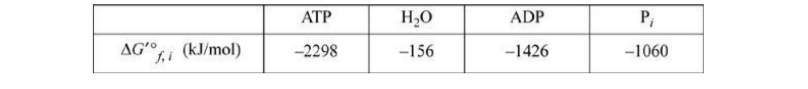 ATP H₂O ADP Pᵢ
ΔG′°f, i (kJ/mol) –2298 –156 –1426 –1060